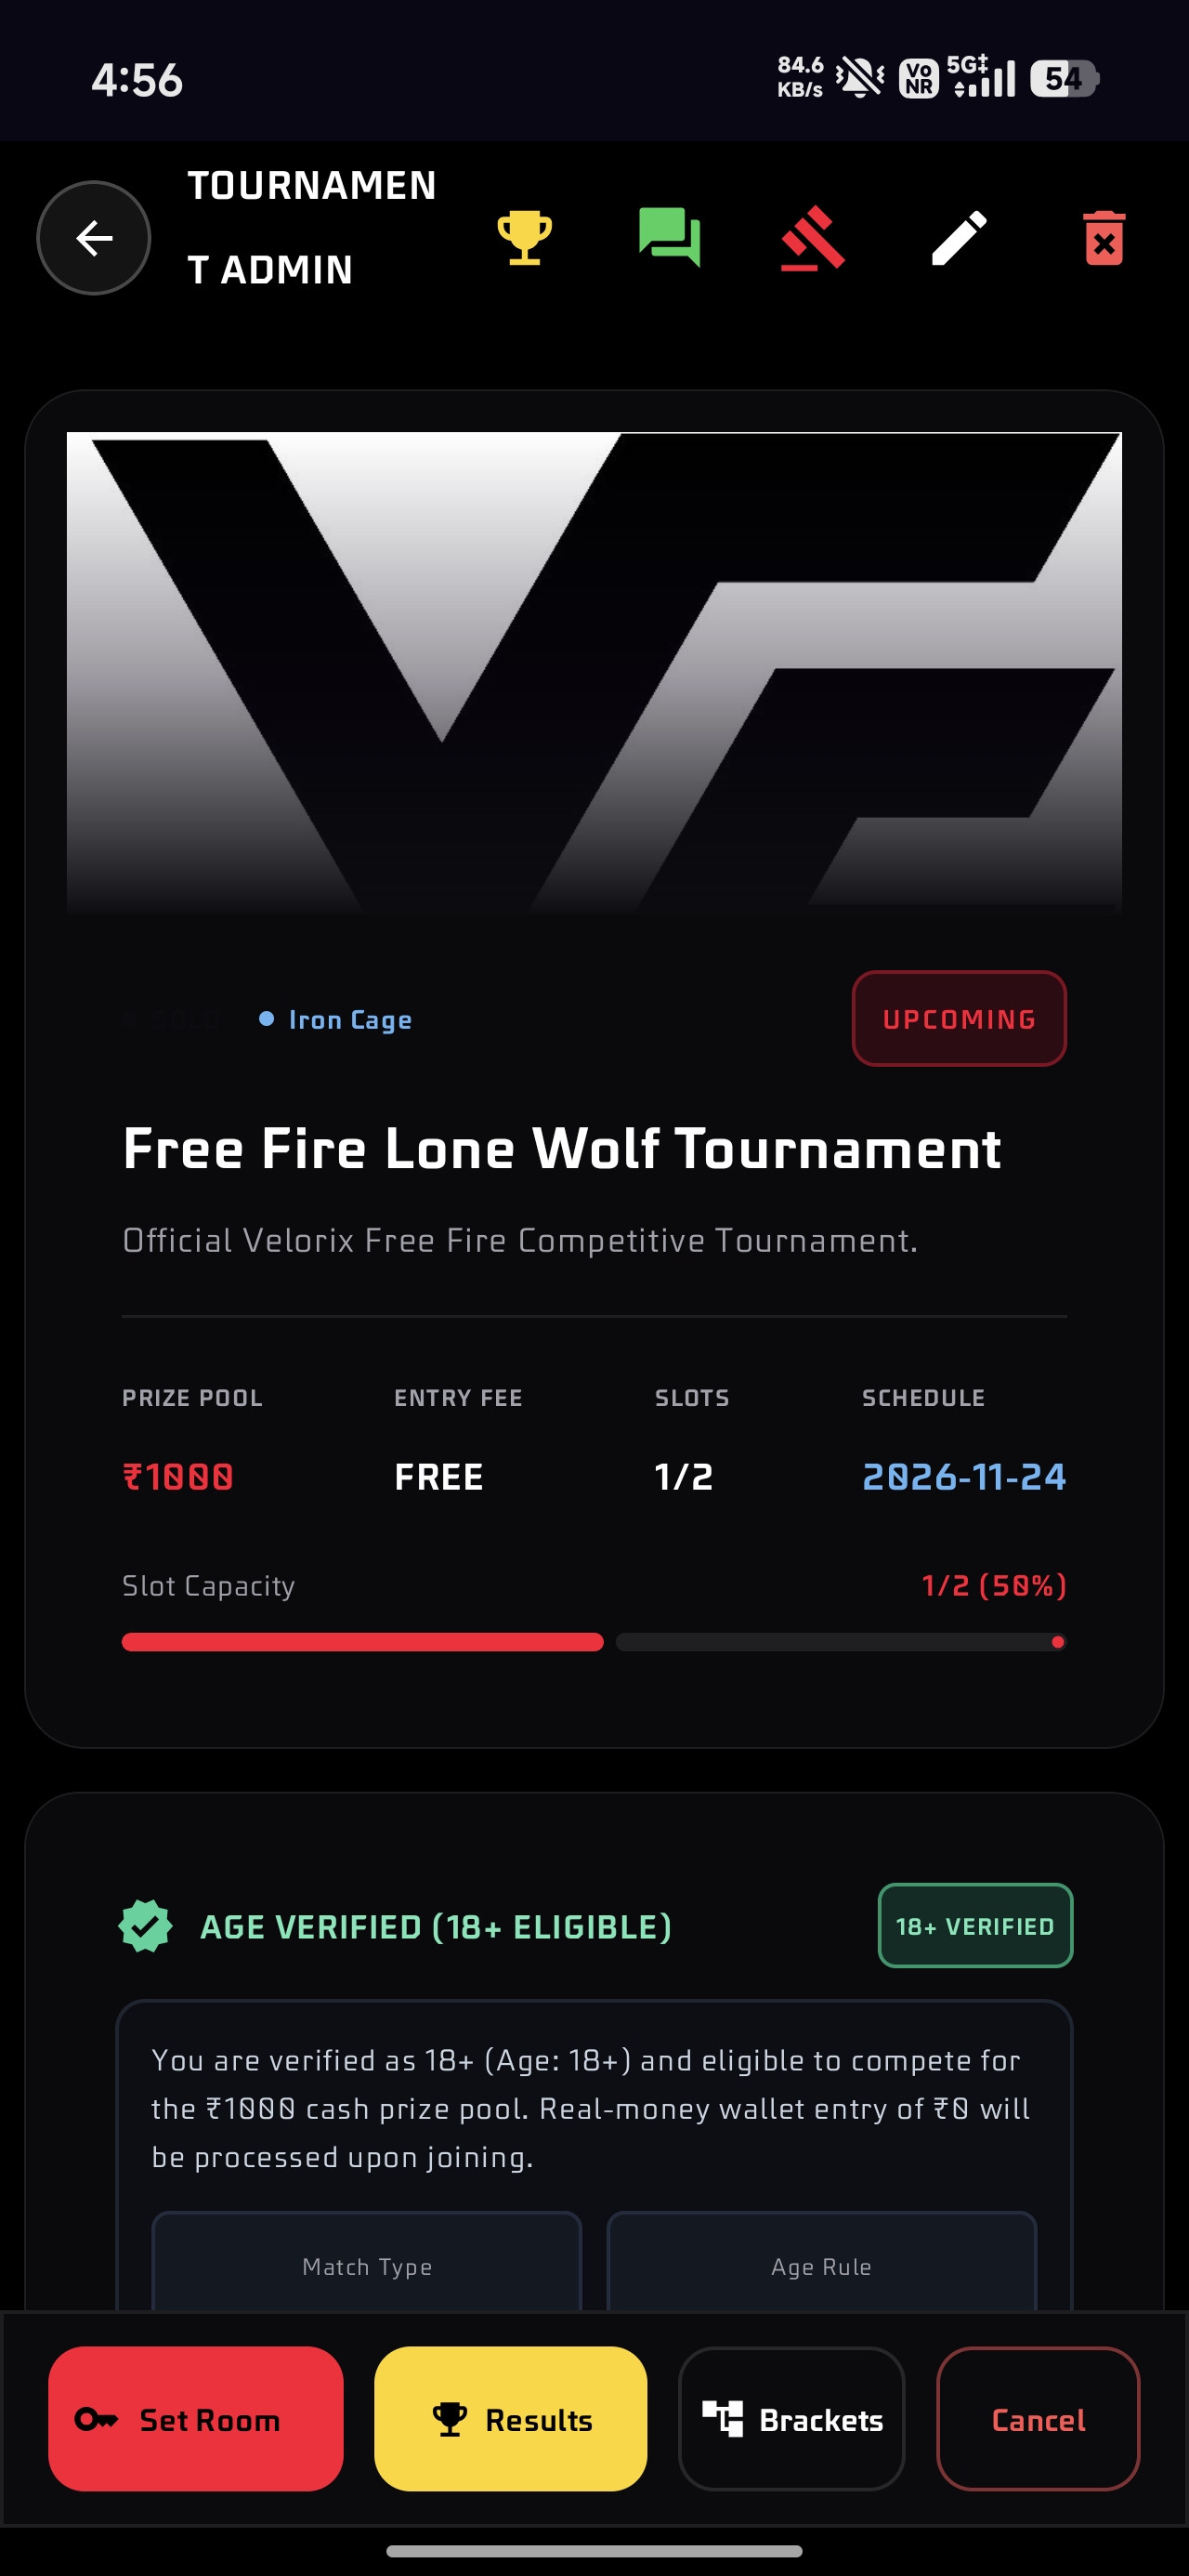 4:56
84.6
KB/s
Vo
NR
5G‡
54
TOURNAMEN
T ADMIN
SOLO
Iron Cage
UPCOMING
Free Fire Lone Wolf Tournament
Official Velorix Free Fire Competitive Tournament.
PRIZE POOL
ENTRY FEE
SLOTS
SCHEDULE
₹1000
FREE
1/2
2026-11-24
Slot Capacity
1/2 (50%)
AGE VERIFIED (18+ ELIGIBLE)
18+ VERIFIED
You are verified as 18+ (Age: 18+) and eligible to compete for
the ₹1000 cash prize pool. Real-money wallet entry of ₹0 will
be processed upon joining.
Match Type
Age Rule
Set Room
Results
Brackets
Cancel